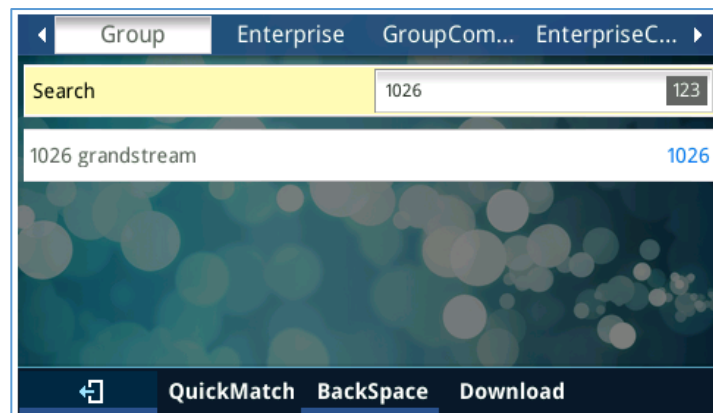 Group Enterprise GroupCom... EnterpriseC...
Search 1026 123
1026 grandstream 1026
QuickMatch BackSpace Download